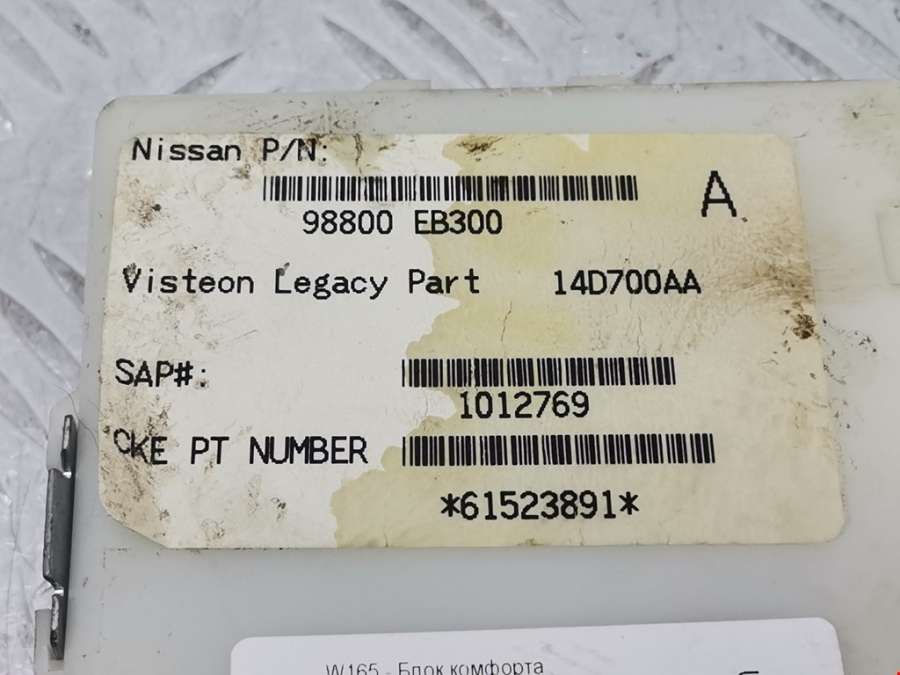 Nissan P/N:
A
98800 EB300
Visteon Legacy Part 14D700AA
SAP#:
1012769
CKE PT NUMBER
*61523891*
W165 - Блок комфорта